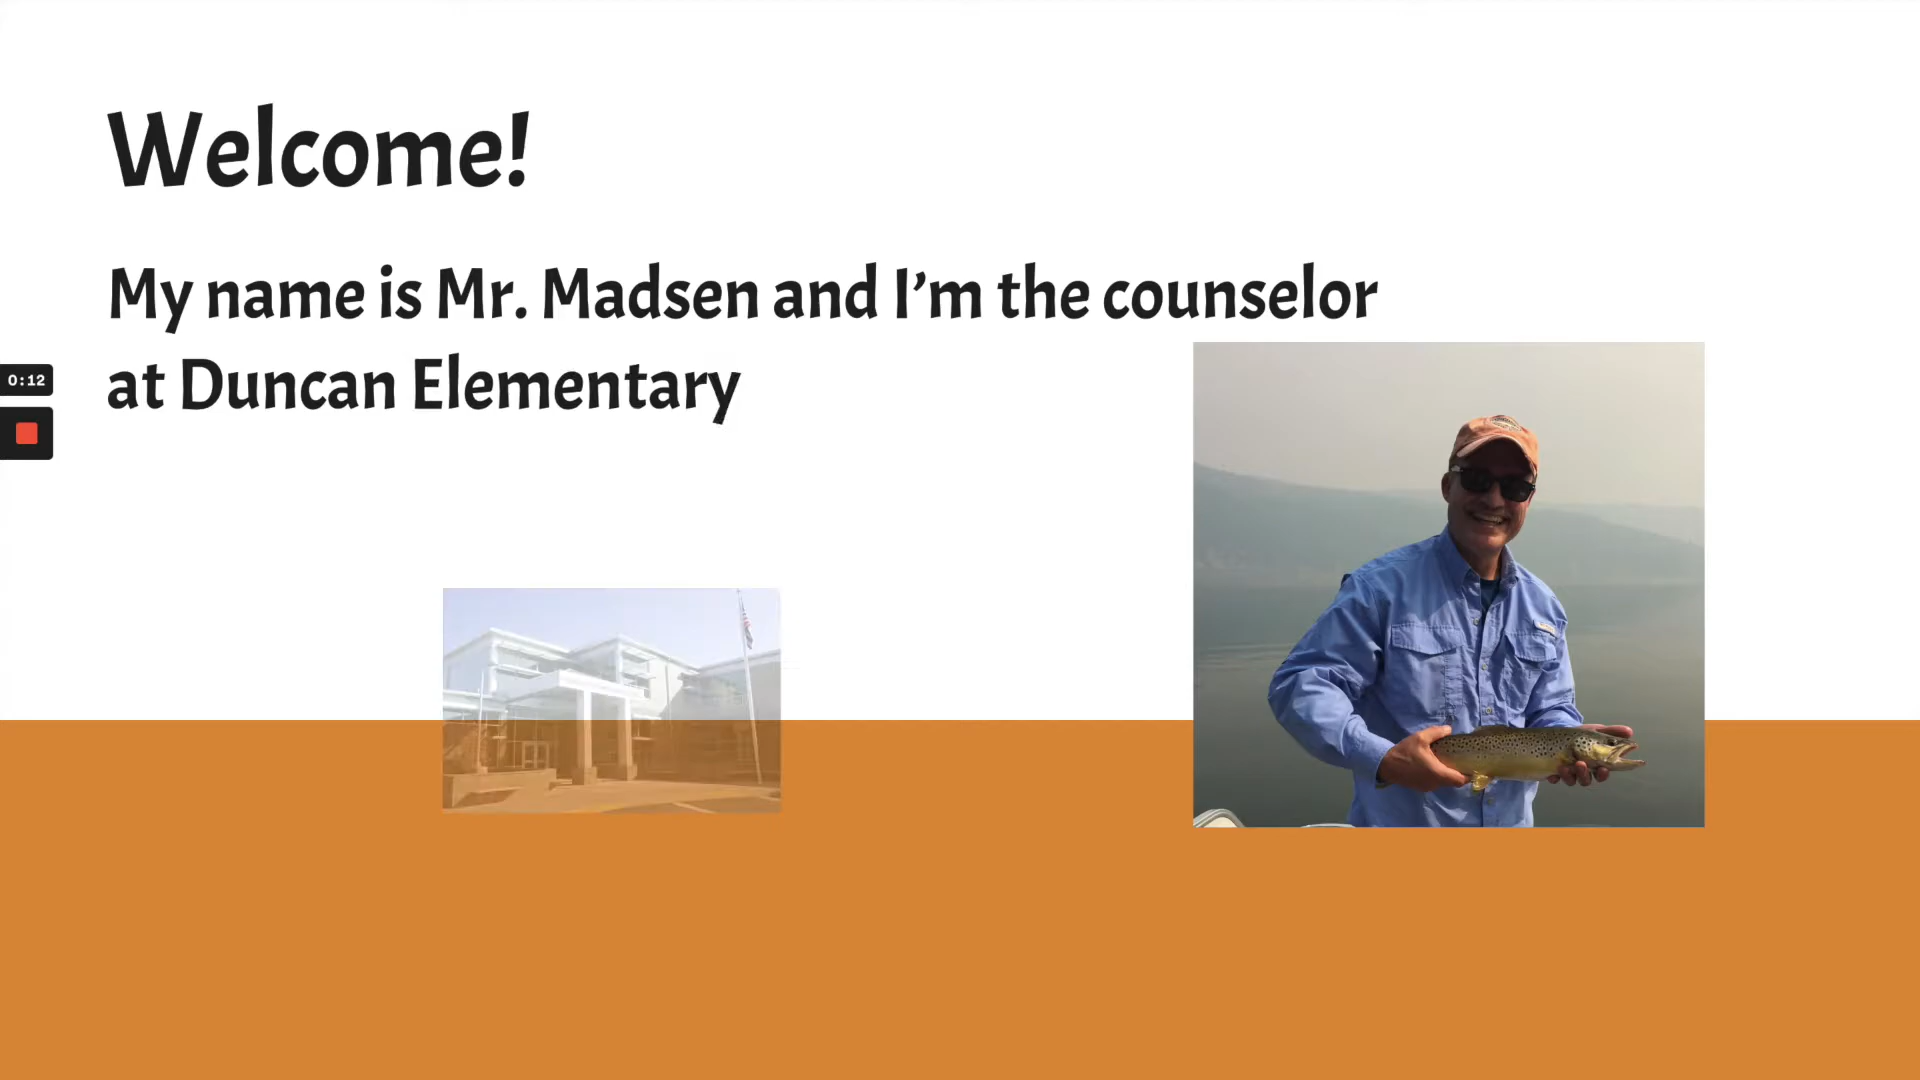 Welcome!
My name is Mr. Madsen and I’m the counselor
at Duncan Elementary
0:12